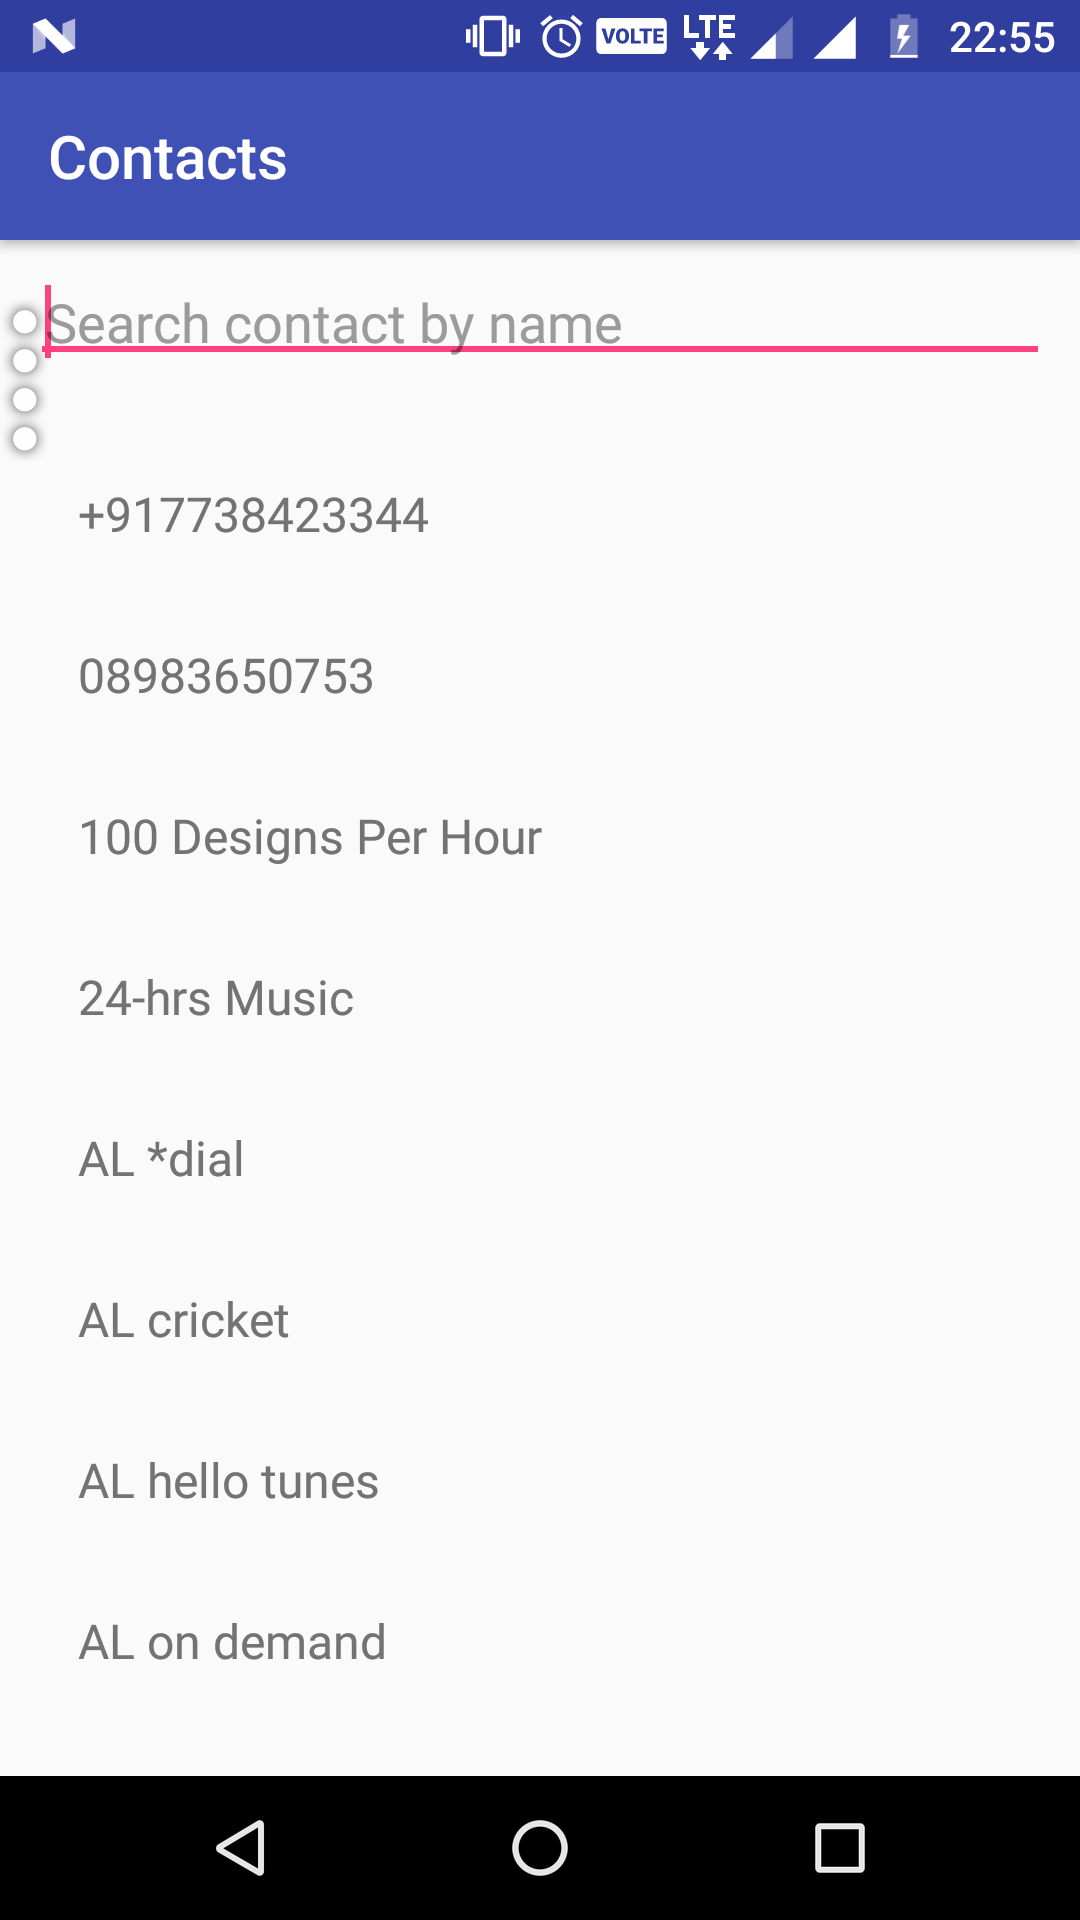 VOLTE LTE 22:55
Contacts
Search contact by name
+917738423344
08983650753
100 Designs Per Hour
24-hrs Music
AL *dial
AL cricket
AL hello tunes
AL on demand